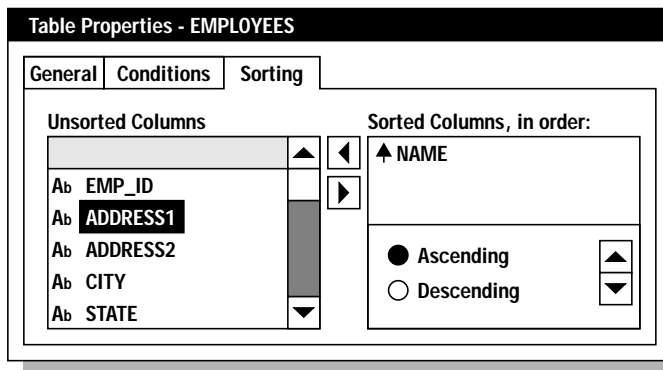 Table Properties - EMPLOYEES
General Conditions Sorting
Unsorted Columns
Sorted Columns, in order:
NAME
Ab EMP_ID
Ab ADDRESS1
Ab ADDRESS2
Ab CITY
Ab STATE
Ascending
Descending